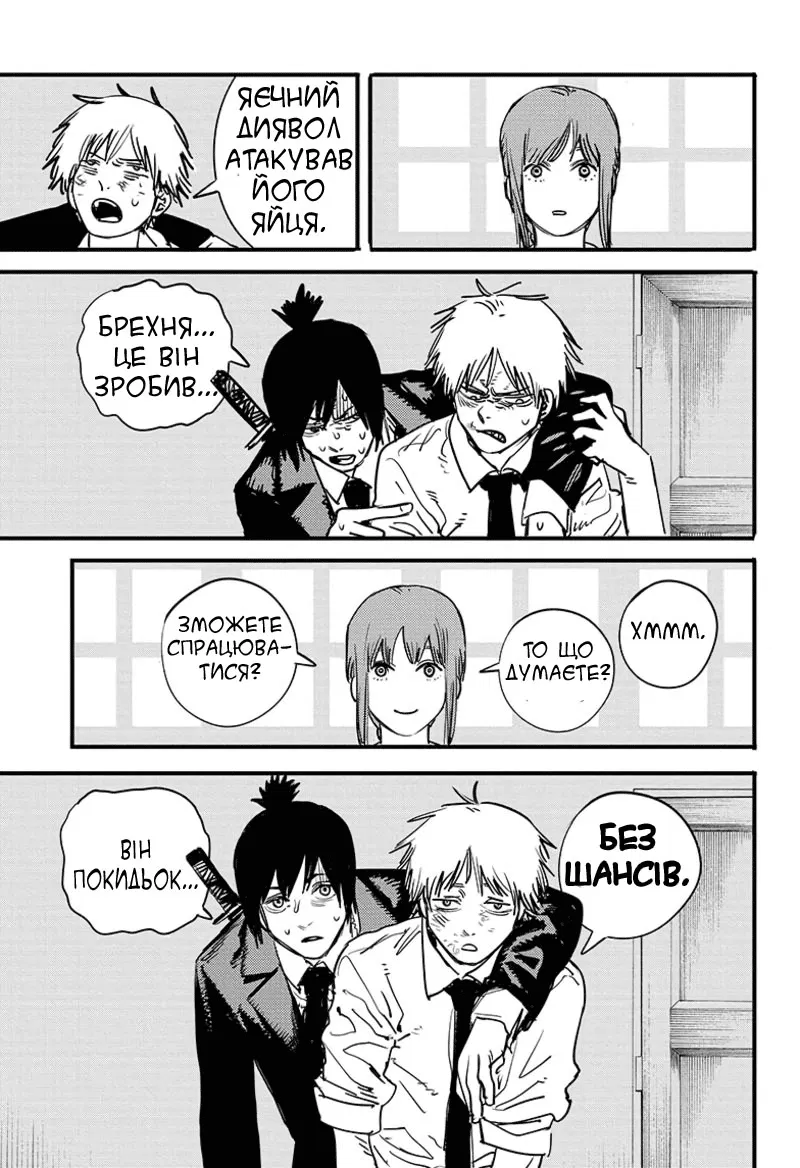 ЯЄЧНИЙ
ДИЯВОЛ
АТАКУВАВ
ЙОГО
ЯЙЦЯ.
БРЕХНЯ...
ЦЕ ВІН
ЗРОБИВ...
ХМММ.
ТО ЩО
ДУМАЄТЕ?
ЗМОЖЕТЕ
СПРАЦЮВА-
ТИСЯ?
БЕЗ
ШАНСІВ.
ВІН
ПОКИДЬОК...